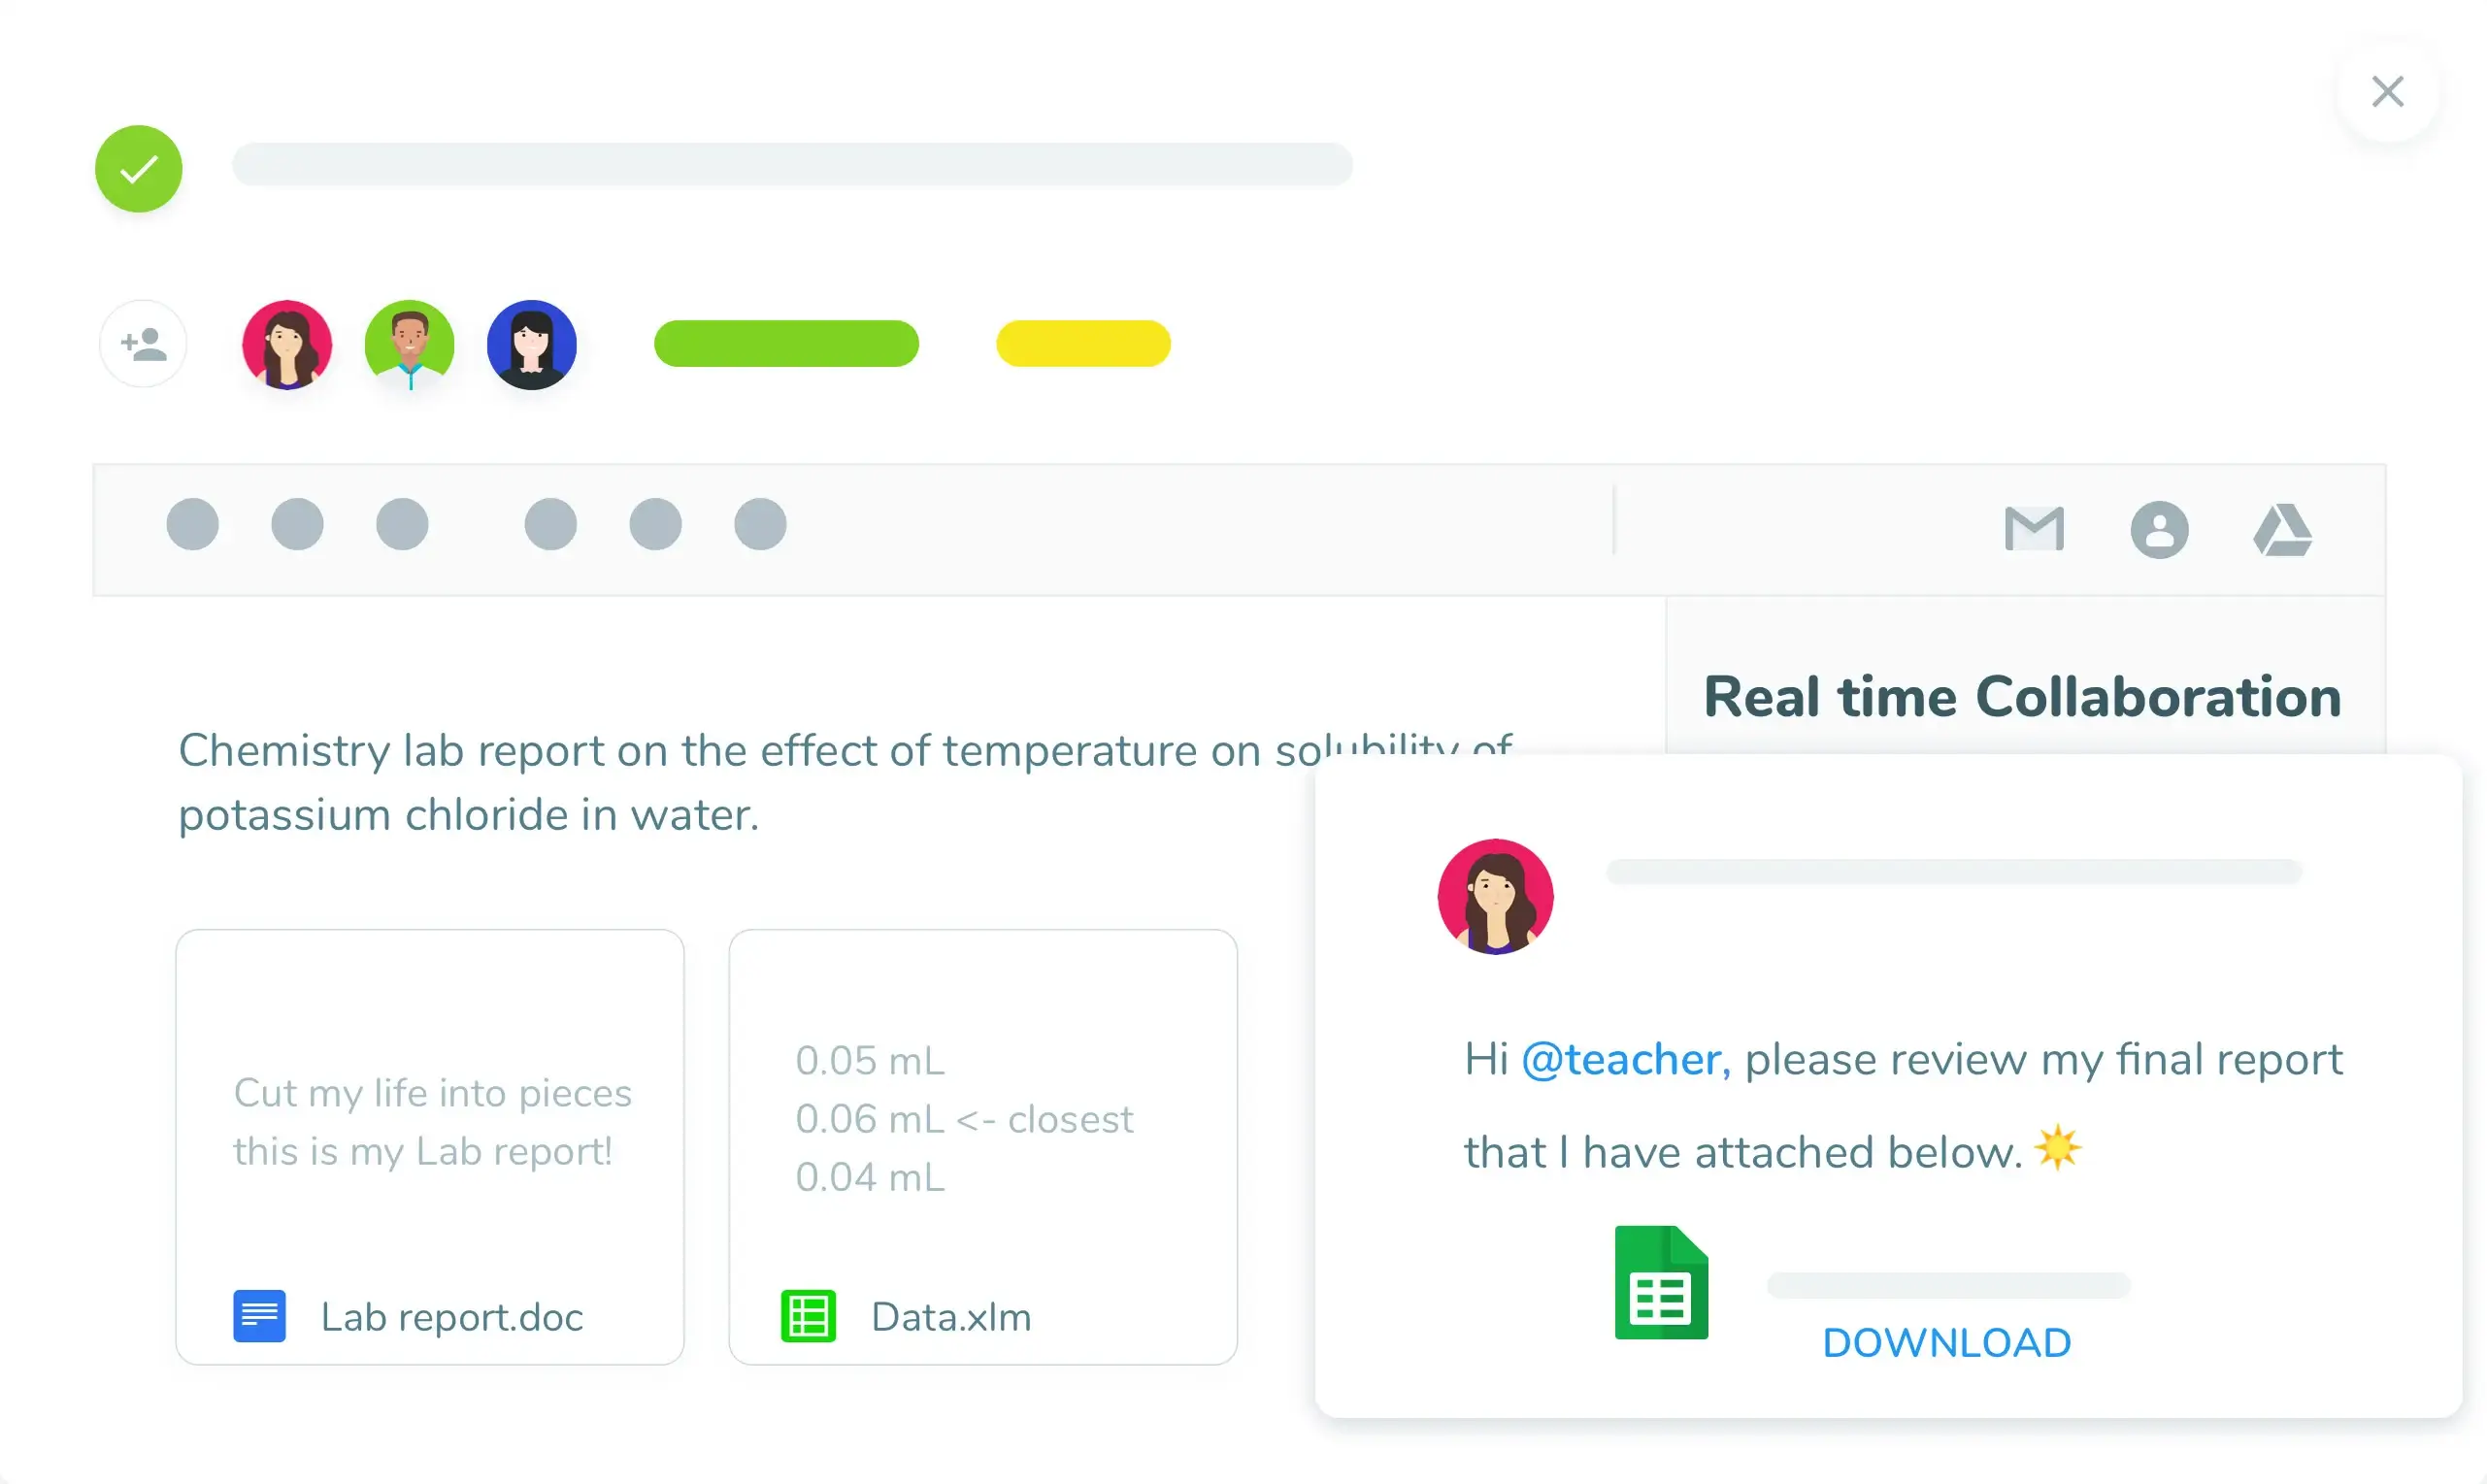 Real time Collaboration
Chemistry lab report on the effect of temperature on solubility of
potassium chloride in water.
Cut my life into pieces
this is my Lab report!
Lab report.doc
0.05 mL
0.06 mL <- closest
0.04 mL
Data.xlm
Hi @teacher, please review my final report
that I have attached below. ☀️
DOWNLOAD